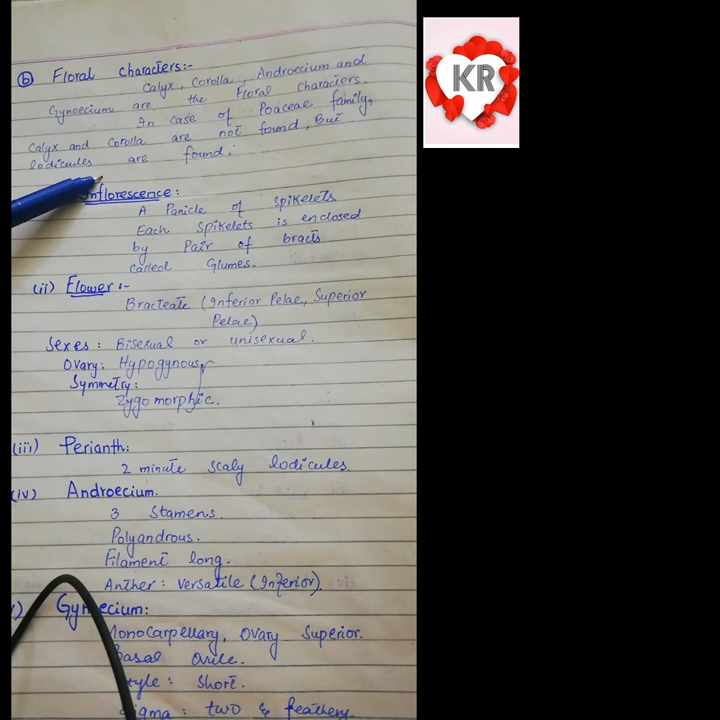 KR
(b) Floral characters:-
Calyx, Corolla, Androecium and
Gynoecium are the Floral characters.
In case of Poaceae family,
Calyx and Corolla are not found, But
lodicules are found.
Inflorescence:
A Panicle of Spikelets
Each Spikelets is enclosed
by Pair of bracts
called Glumes.
(ii) Flower:-
Bracteate (Inferior Pelae, Superior
Pelae)
Sexes: Bisexual or unisexual.
Ovary: Hypogynous,
Symmetry:
Zygomorphic.
(iii) Perianth:
2 minute scaly lodicules.
(iv) Androecium.
3 Stamens.
Polyandrous.
Filament long.
Anther: Versatile (Inferior).
Gynoecium:
Monocarpellary, Ovary Superior.
Basal Ovule.
Style: Short.
Stigma: two & feathery.